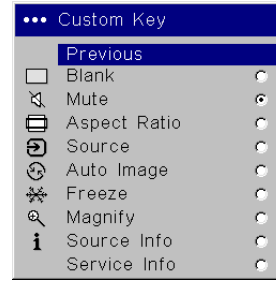 ••• Custom Key
Previous
Blank
Mute
Aspect Ratio
Source
Auto Image
Freeze
Magnify
Source Info
Service Info